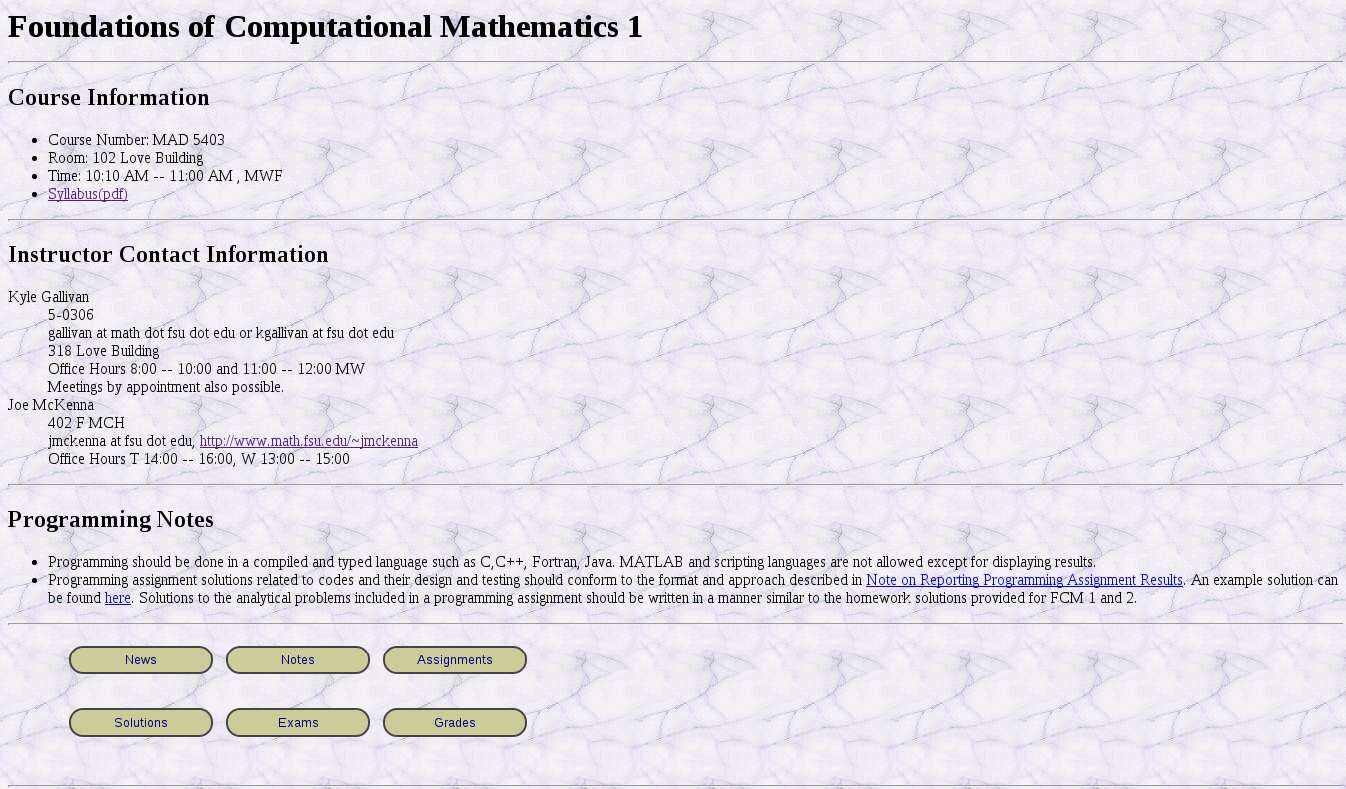 Foundations of Computational Mathematics 1
Course Information
Course Number: MAD 5403
Room: 102 Love Building
Time: 10:10 AM -- 11:00 AM , MWF
Syllabus(pdf)
Instructor Contact Information
Kyle Gallivan
5-0306
gallivan at math dot fsu dot edu or kgallivan at fsu dot edu
318 Love Building
Office Hours 8:00 -- 10:00 and 11:00 -- 12:00 MW
Meetings by appointment also possible.
Joe McKenna
402 F MCH
jmckenna at fsu dot edu, http://www.math.fsu.edu/~jmckenna
Office Hours T 14:00 -- 16:00, W 13:00 -- 15:00
Programming Notes
Programming should be done in a compiled and typed language such as C,C++, Fortran, Java. MATLAB and scripting languages are not allowed except for displaying results.
Programming assignment solutions related to codes and their design and testing should conform to the format and approach described in Note on Reporting Programming Assignment Results. An example solution can
be found here. Solutions to the analytical problems included in a programming assignment should be written in a manner similar to the homework solutions provided for FCM 1 and 2.
News Notes Assignments
Solutions Exams Grades